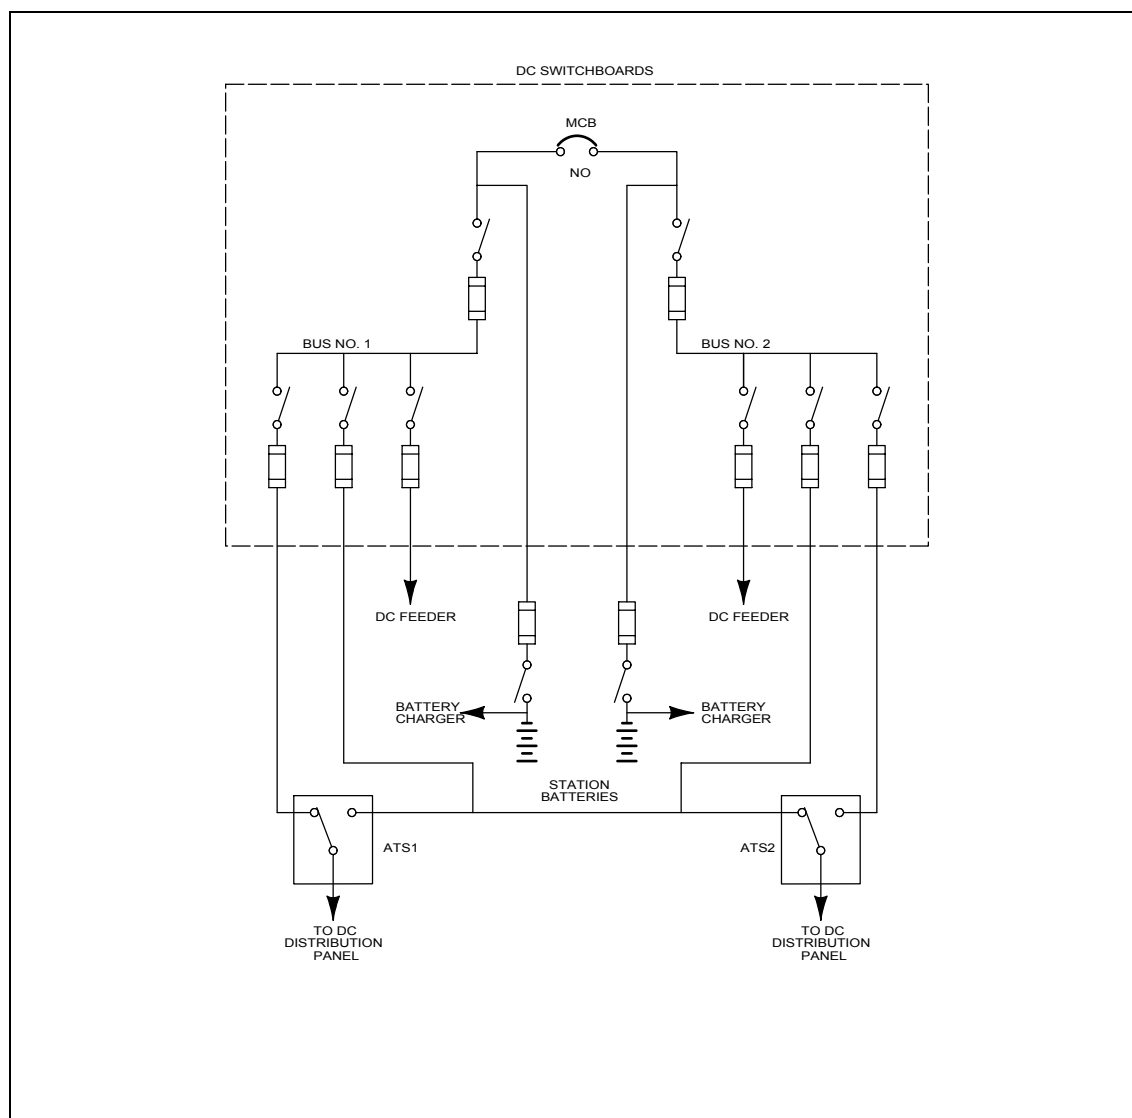 DC SWITCHBOARDS
MCB
NO
BUS NO. 1
BUS NO. 2
DC FEEDER
DC FEEDER
BATTERY
CHARGER
BATTERY
CHARGER
STATION
BATTERIES
ATS1
ATS2
TO DC
DISTRIBUTION
PANEL
TO DC
DISTRIBUTION
PANEL